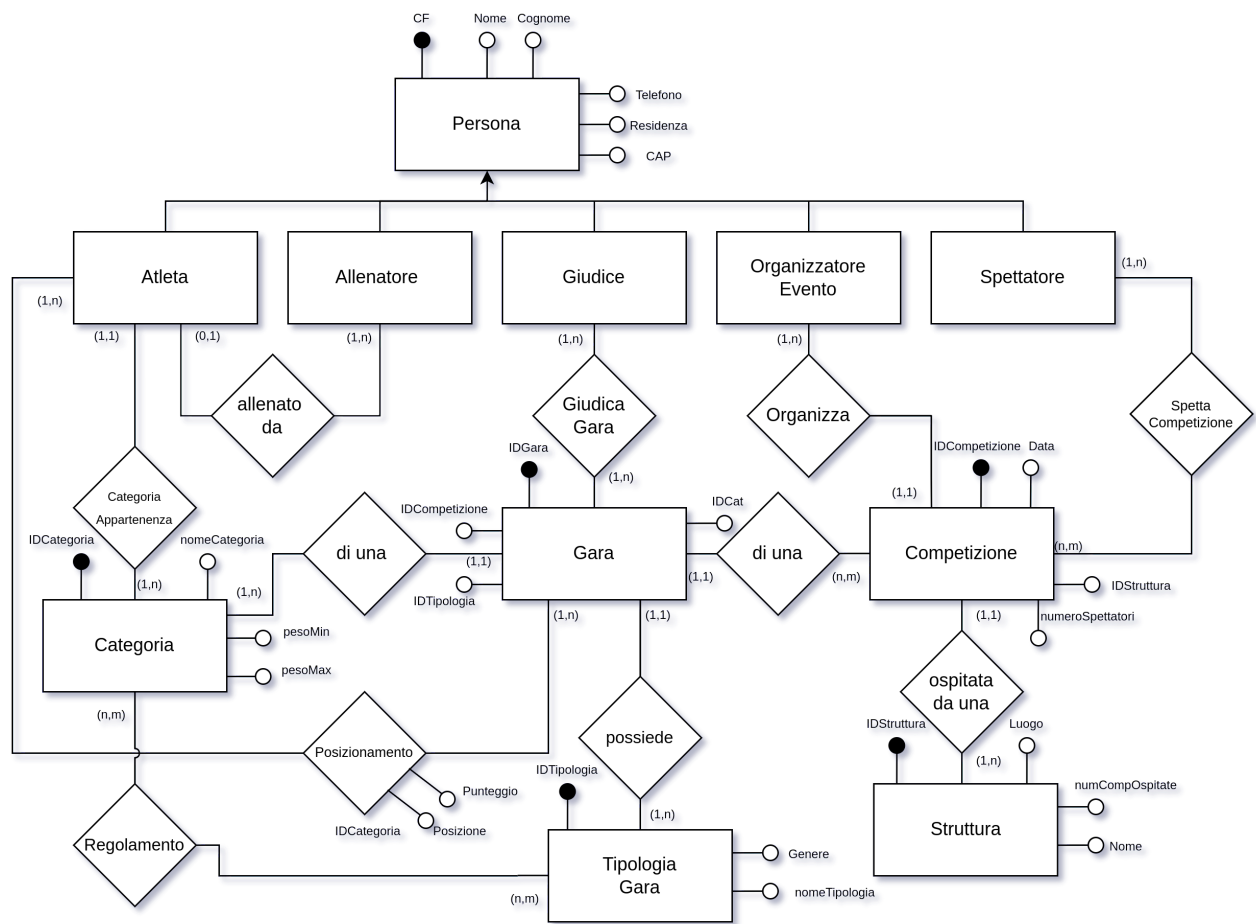 CF
Nome
Cognome
Persona
Telefono
Residenza
CAP
Atleta
Allenatore
Giudice
Organizzatore
Evento
Spettatore
(1,n)
(1,n)
(1,1)
(0,1)
(1,n)
(1,n)
(1,n)
allenato
da
Giudica
Gara
Organizza
Spetta
Competizione
IDGara
IDCompetizione
Data
(1,n)
(1,1)
Categoria
Appartenenza
IDCompetizione
IDCat
IDCategoria
nomeCategoria
di una
(1,1)
Gara
(1,1)
di una
(n,m)
Competizione
(n,m)
(1,n)
(1,n)
IDTipologia
IDStruttura
Categoria
pesoMin
pesoMax
(1,n)
(1,1)
(1,1)
numeroSpettatori
(n,m)
ospitata
da una
Posizionamento
possiede
IDStruttura
Luogo
(1,n)
IDTipologia
Punteggio
numCompOspitate
IDCategoria
Posizione
(1,n)
Struttura
Nome
Regolamento
Tipologia
Gara
Genere
nomeTipologia
(n,m)